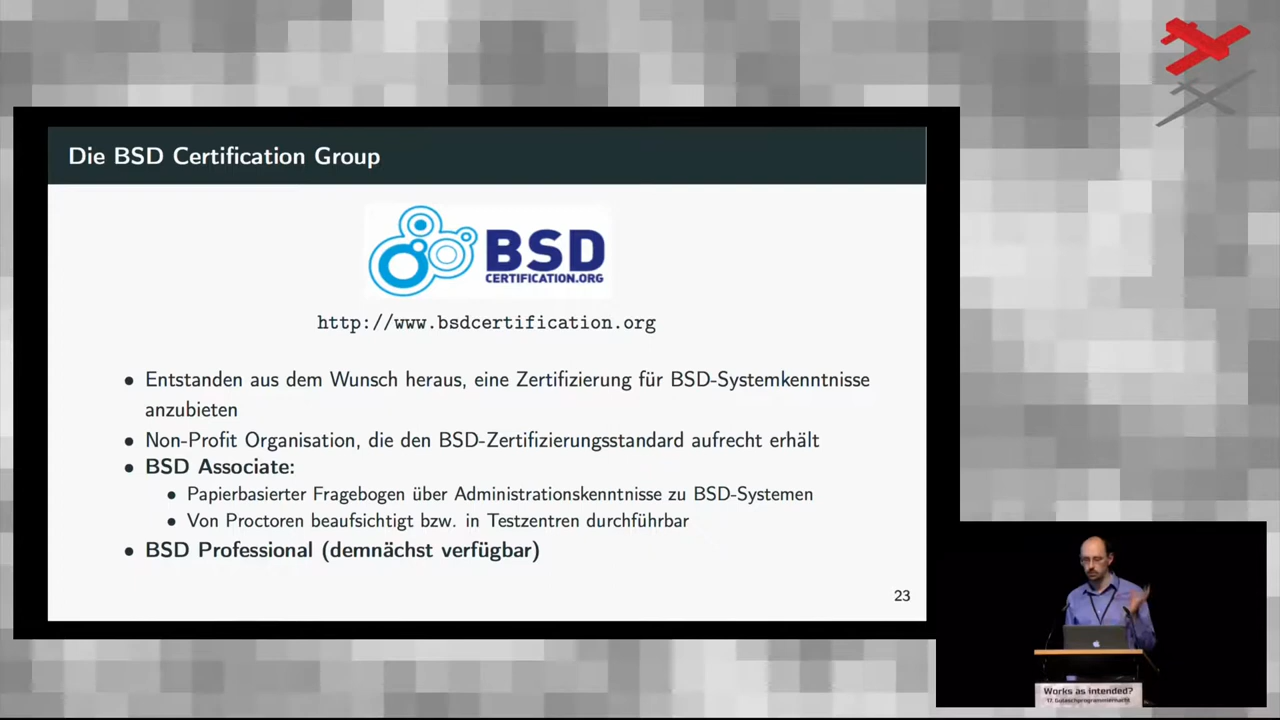 Die BSD Certification Group
BSD
CERTIFICATION.ORG
http://www.bsdcertification.org
• Entstanden aus dem Wunsch heraus, eine Zertifizierung für BSD-Systemkenntnisse
anzubieten
• Non-Profit Organisation, die den BSD-Zertifizierungsstandard aufrecht erhält
• BSD Associate:
• Papierbasierter Fragebogen über Administrationskenntnisse zu BSD-Systemen
• Von Proctoren beaufsichtigt bzw. in Testzentren durchführbar
• BSD Professional (demnächst verfügbar)
23
Works as intended?
17. Gulaschprogrammiernacht